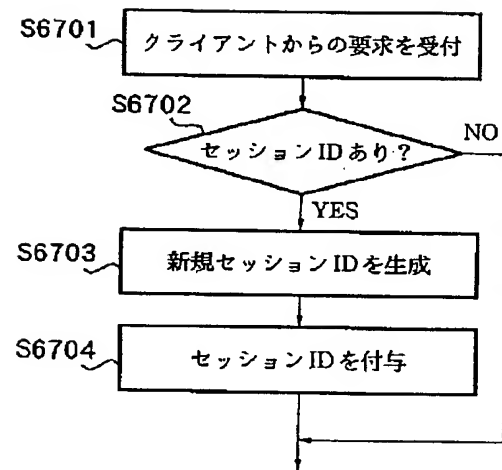 S6701
クライアントからの要求を受付
S6702
セッションIDあり？
NO
YES
S6703
新規セッションIDを生成
S6704
セッションIDを付与